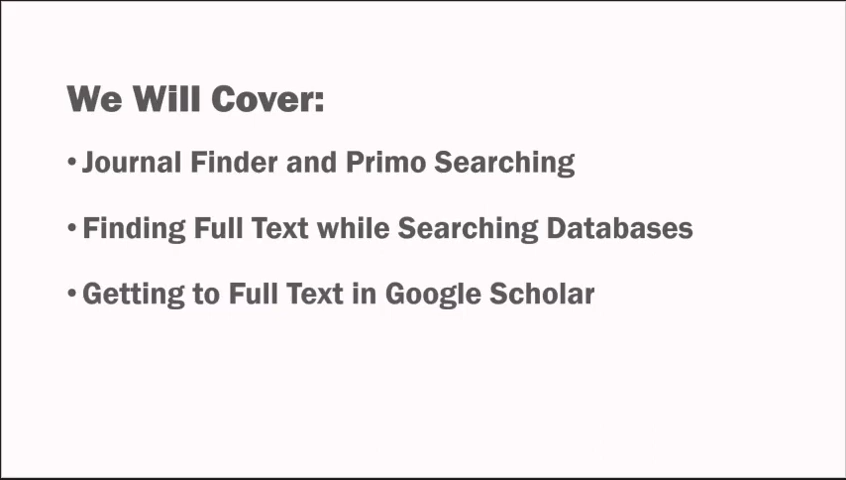 We Will Cover:
• Journal Finder and Primo Searching
• Finding Full Text while Searching Databases
• Getting to Full Text in Google Scholar